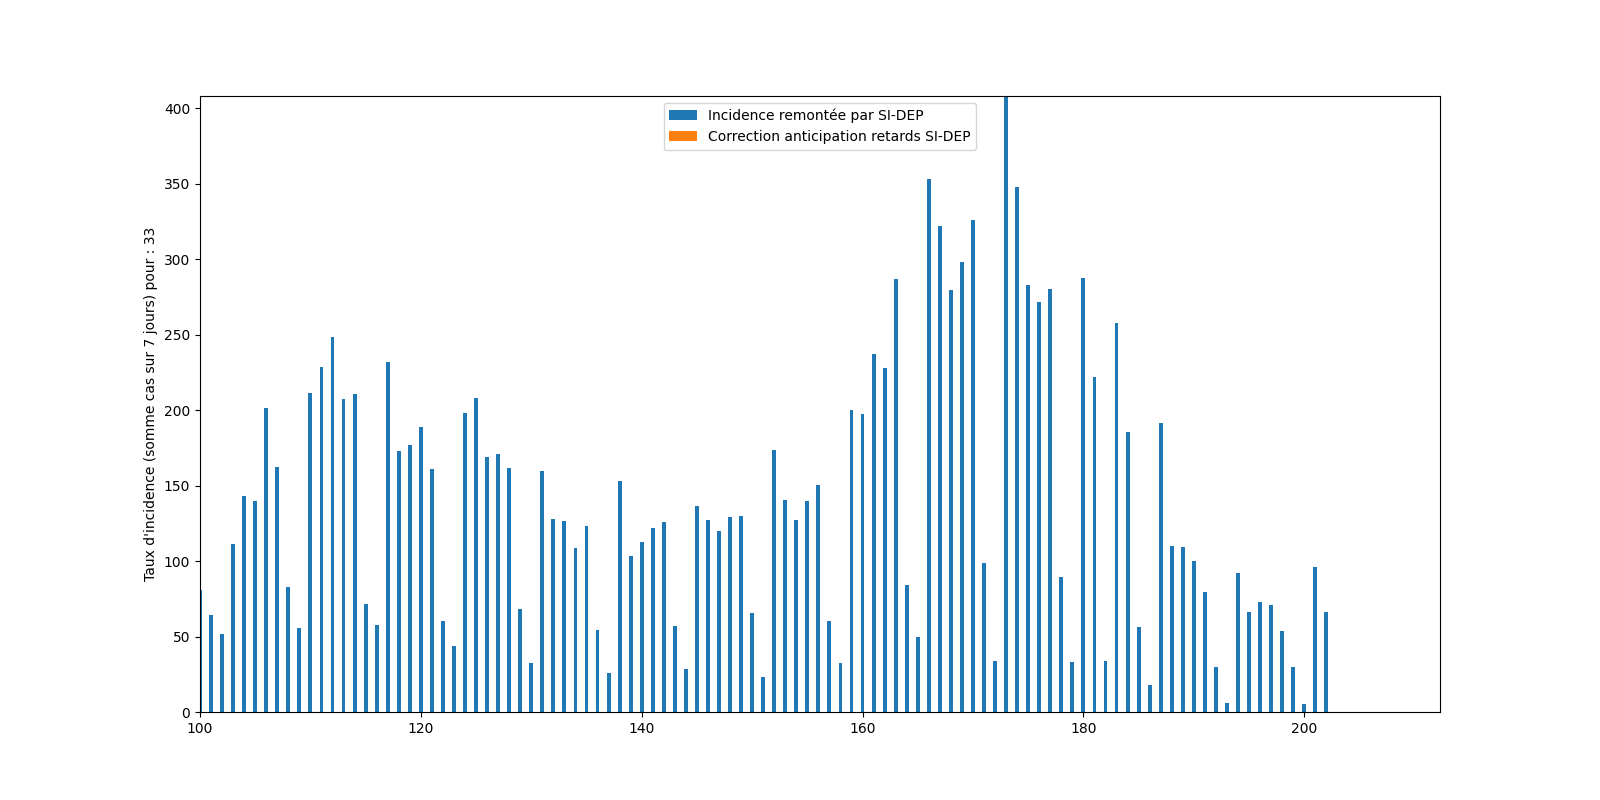 Incidence remontée par SI-DEP
Correction anticipation retards SI-DEP
Taux d'incidence (somme cas sur 7 jours) pour : 33
400
350
300
250
200
150
100
50
0
100 120 140 160 180 200